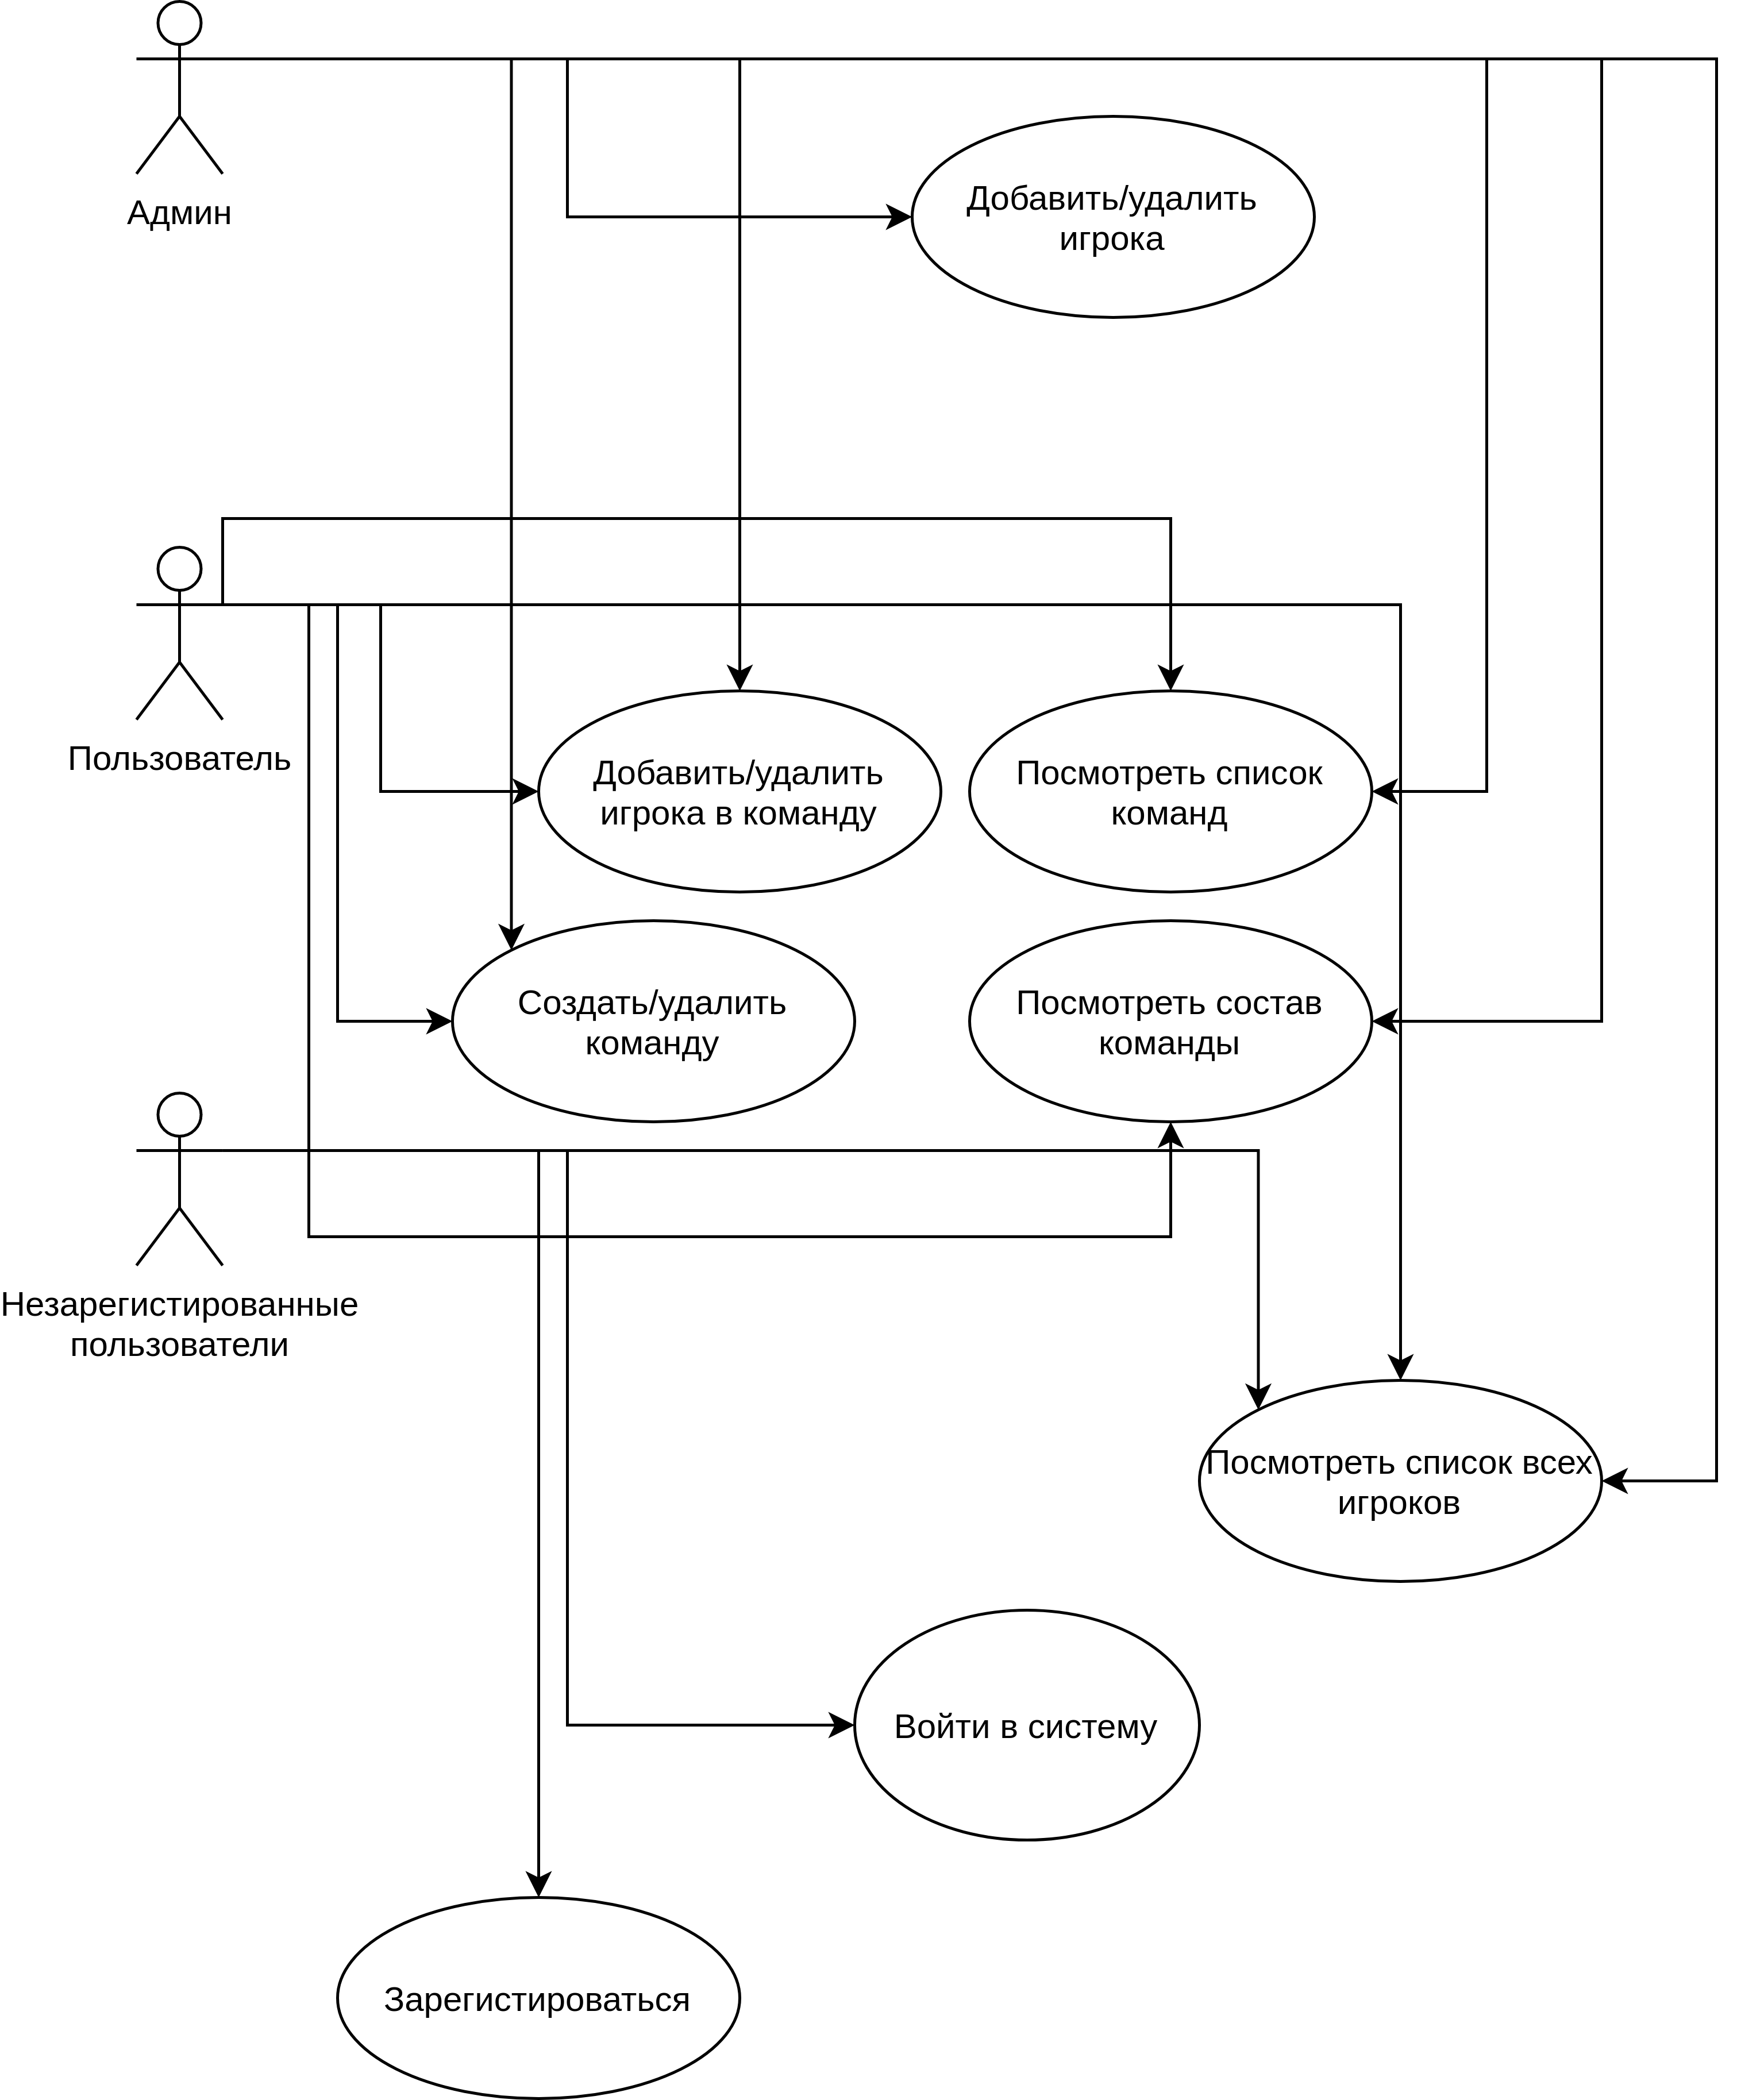 Админ
Добавить/удалить
игрока
Пользователь
Добавить/удалить
игрока в команду
Посмотреть список
команд
Создать/удалить
команду
Посмотреть состав
команды
Незарегистированные
пользователи
Посмотреть список всех
игроков
Войти в систему
Зарегистироваться